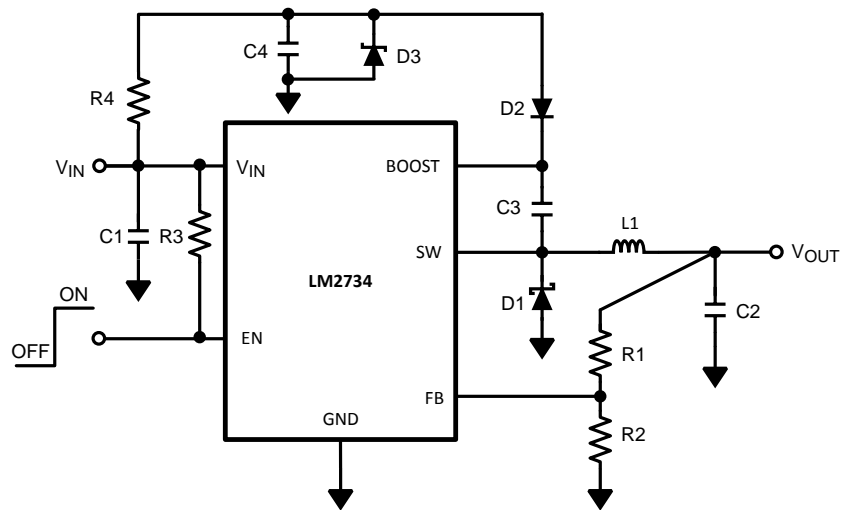 C4
D3
R4
D2
VIN
VIN
BOOST
C3
C1
R3
L1
SW
VOUT
LM2734
ON
D1
C2
OFF
EN
R1
FB
GND
R2